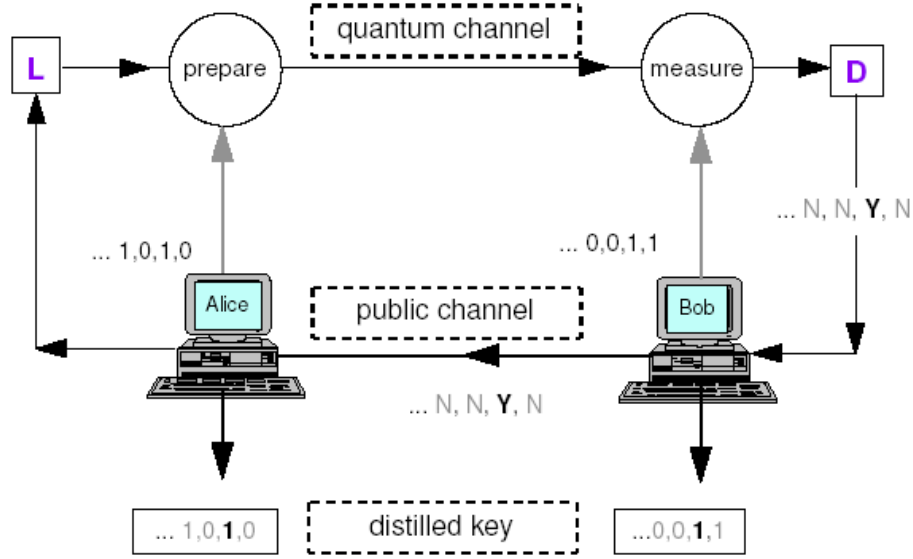 quantum channel
L
prepare
measure
D
... N, N, Y, N
... 1,0,1,0
... 0,0,1,1
Alice
public channel
Bob
... N, N, Y, N
... 1,0,1,0
distilled key
...0,0,1,1